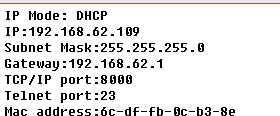 IP Mode: DHCP
IP:192.168.62.109
Subnet Mask:255.255.255.0
Gateway:192.168.62.1
TCP/IP port:8000
Telnet port:23
Mac address:6c-df-fb-0c-b3-8e